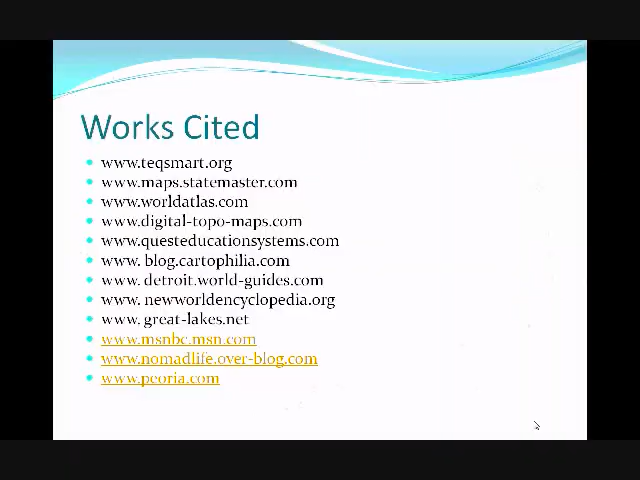 Works Cited
www.teqsmart.org
www.maps.statemaster.com
www.worldatlas.com
www.digital-topo-maps.com
www.questeducationsystems.com
www. blog.cartophilia.com
www. detroit.world-guides.com
www. newworldencyclopedia.org
www. great-lakes.net
www.msnbc.msn.com
www.nomadlife.over-blog.com
www.peoria.com